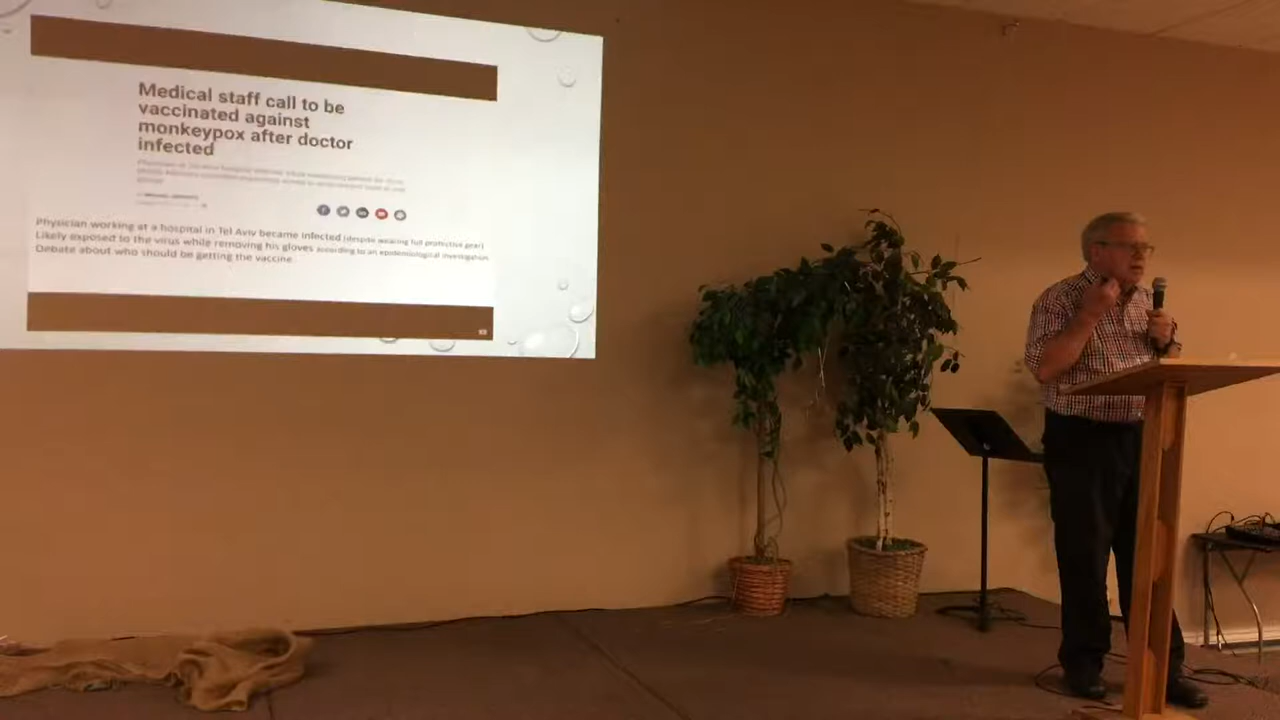 Medical staff call to be
vaccinated against
monkeypox after doctor
infected
Physician working at a hospital in Tel Aviv became infected (despite wearing full protective gear)
Likely exposed to the virus while removing his gloves according to an epidemiological investigation.
Debate about who should be getting the vaccine.